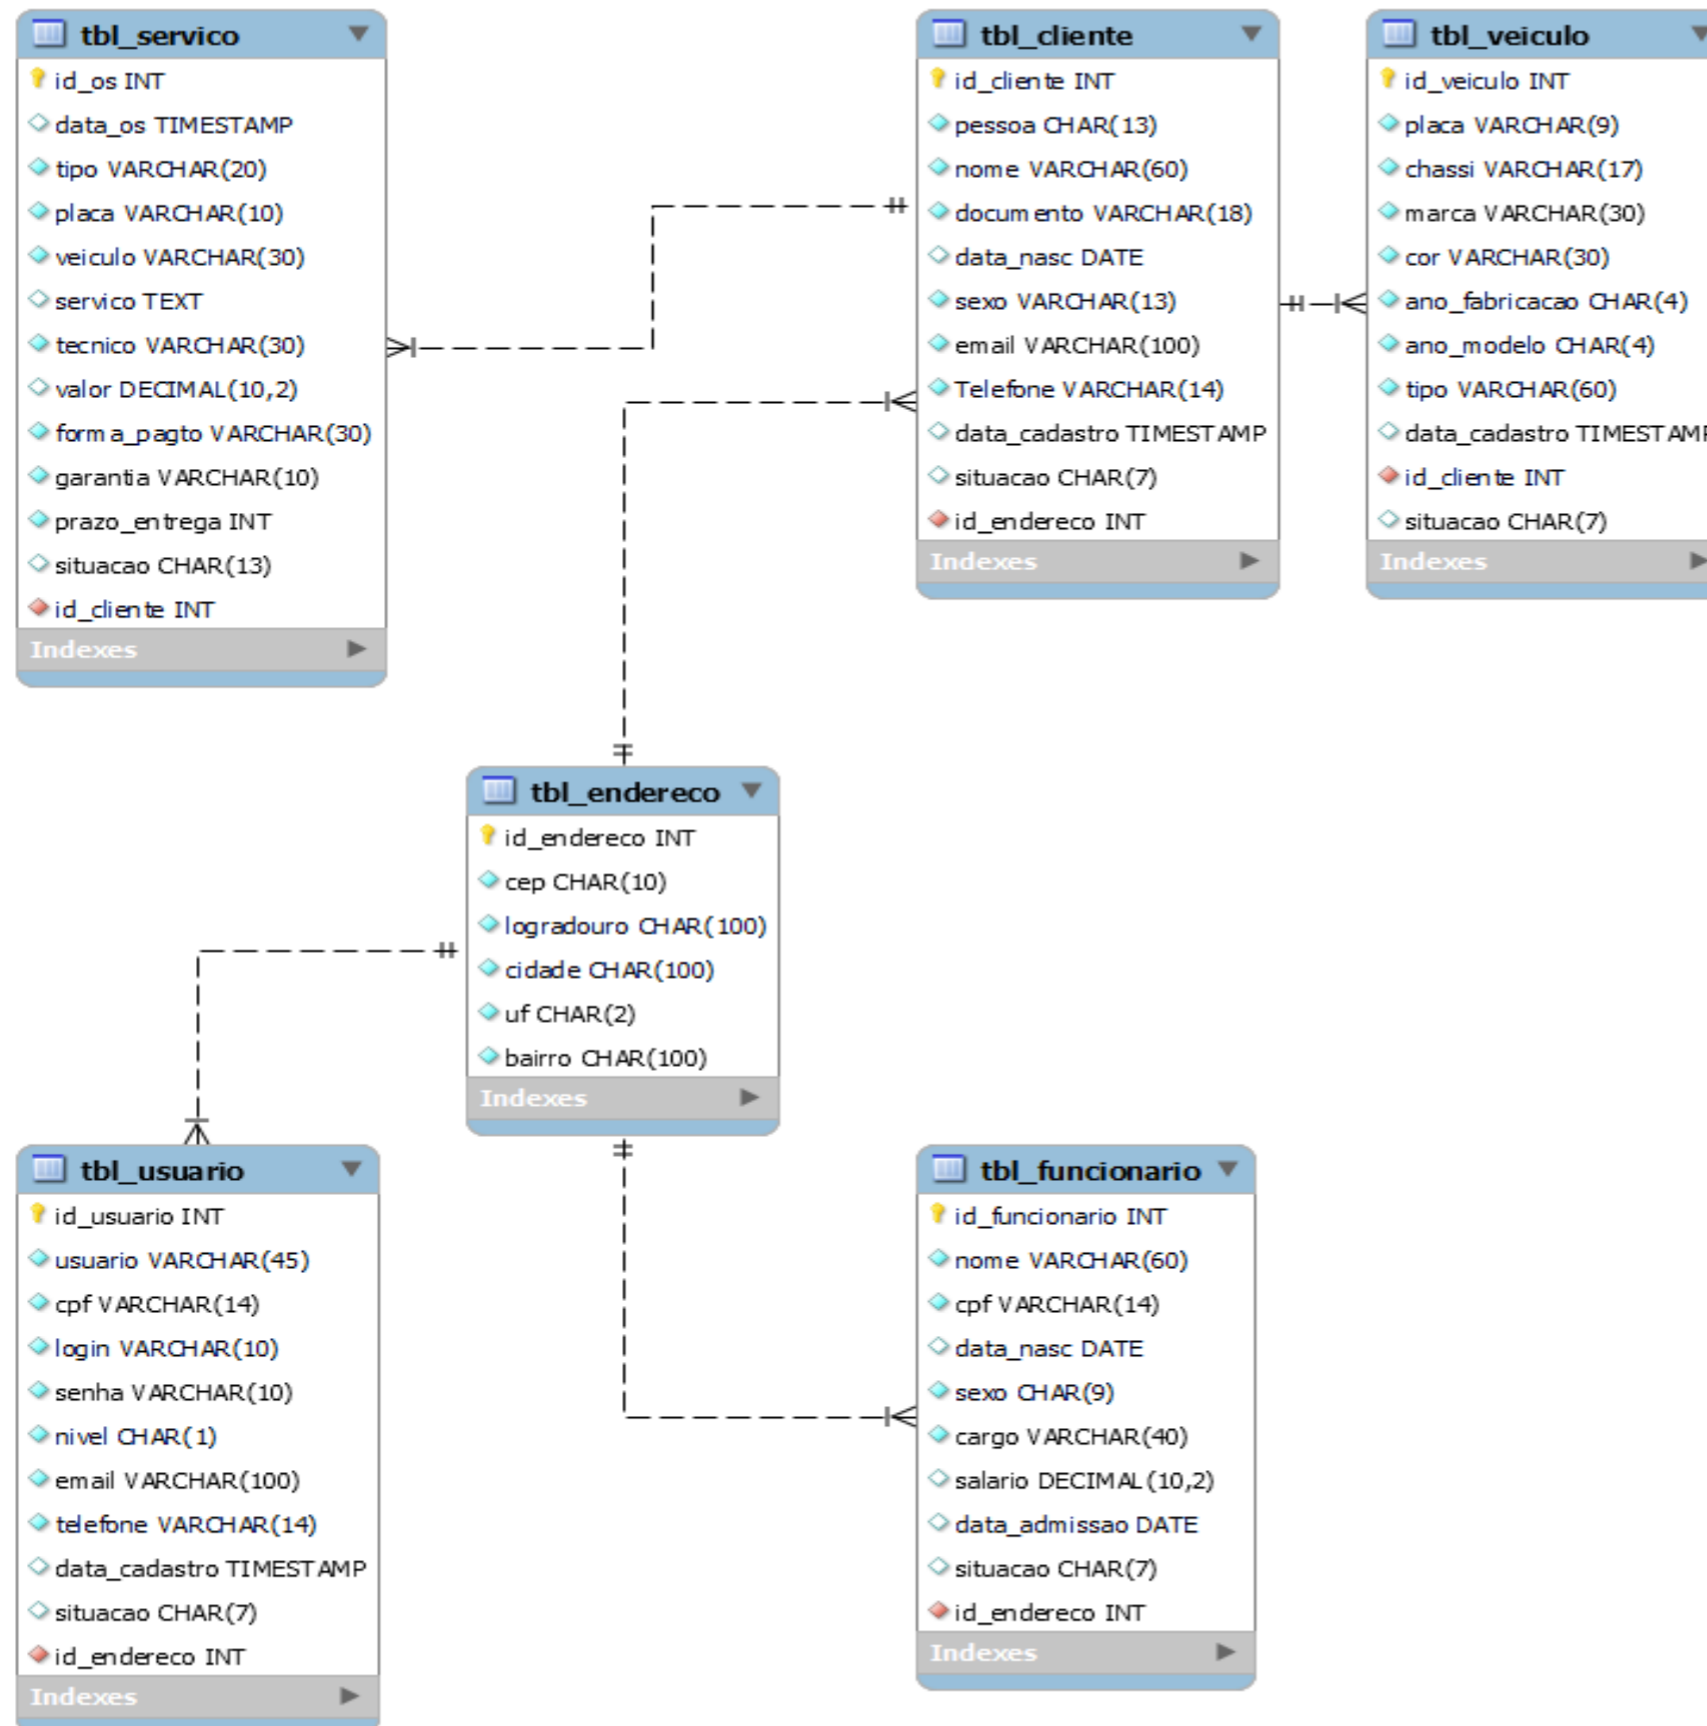 tbl_servico
id_os INT
data_os TIMESTAMP
tipo VARCHAR(20)
placa VARCHAR(10)
veiculo VARCHAR(30)
servico TEXT
tecnico VARCHAR(30)
valor DECIMAL(10,2)
forma_pagto VARCHAR(30)
garantia VARCHAR(10)
prazo_entrega INT
situacao CHAR(13)
id_cliente INT
Indexes
tbl_cliente
id_cliente INT
pessoa CHAR(13)
nome VARCHAR(60)
documento VARCHAR(18)
data_nasc DATE
sexo VARCHAR(13)
email VARCHAR(100)
Telefone VARCHAR(14)
data_cadastro TIMESTAMP
situacao CHAR(7)
id_endereco INT
Indexes
tbl_veiculo
id_veiculo INT
placa VARCHAR(9)
chassi VARCHAR(17)
marca VARCHAR(30)
cor VARCHAR(30)
ano_fabricacao CHAR(4)
ano_modelo CHAR(4)
tipo VARCHAR(60)
data_cadastro TIMESTAMP
id_cliente INT
situacao CHAR(7)
Indexes
tbl_endereco
id_endereco INT
cep CHAR(10)
logradouro CHAR(100)
cidade CHAR(100)
uf CHAR(2)
bairro CHAR(100)
Indexes
tbl_usuario
id_usuario INT
usuario VARCHAR(45)
cpf VARCHAR(14)
login VARCHAR(10)
senha VARCHAR(10)
nivel CHAR(1)
email VARCHAR(100)
telefone VARCHAR(14)
data_cadastro TIMESTAMP
situacao CHAR(7)
id_endereco INT
Indexes
tbl_funcionario
id_funcionario INT
nome VARCHAR(60)
cpf VARCHAR(14)
data_nasc DATE
sexo CHAR(9)
cargo VARCHAR(40)
salario DECIMAL(10,2)
data_admissao DATE
situacao CHAR(7)
id_endereco INT
Indexes